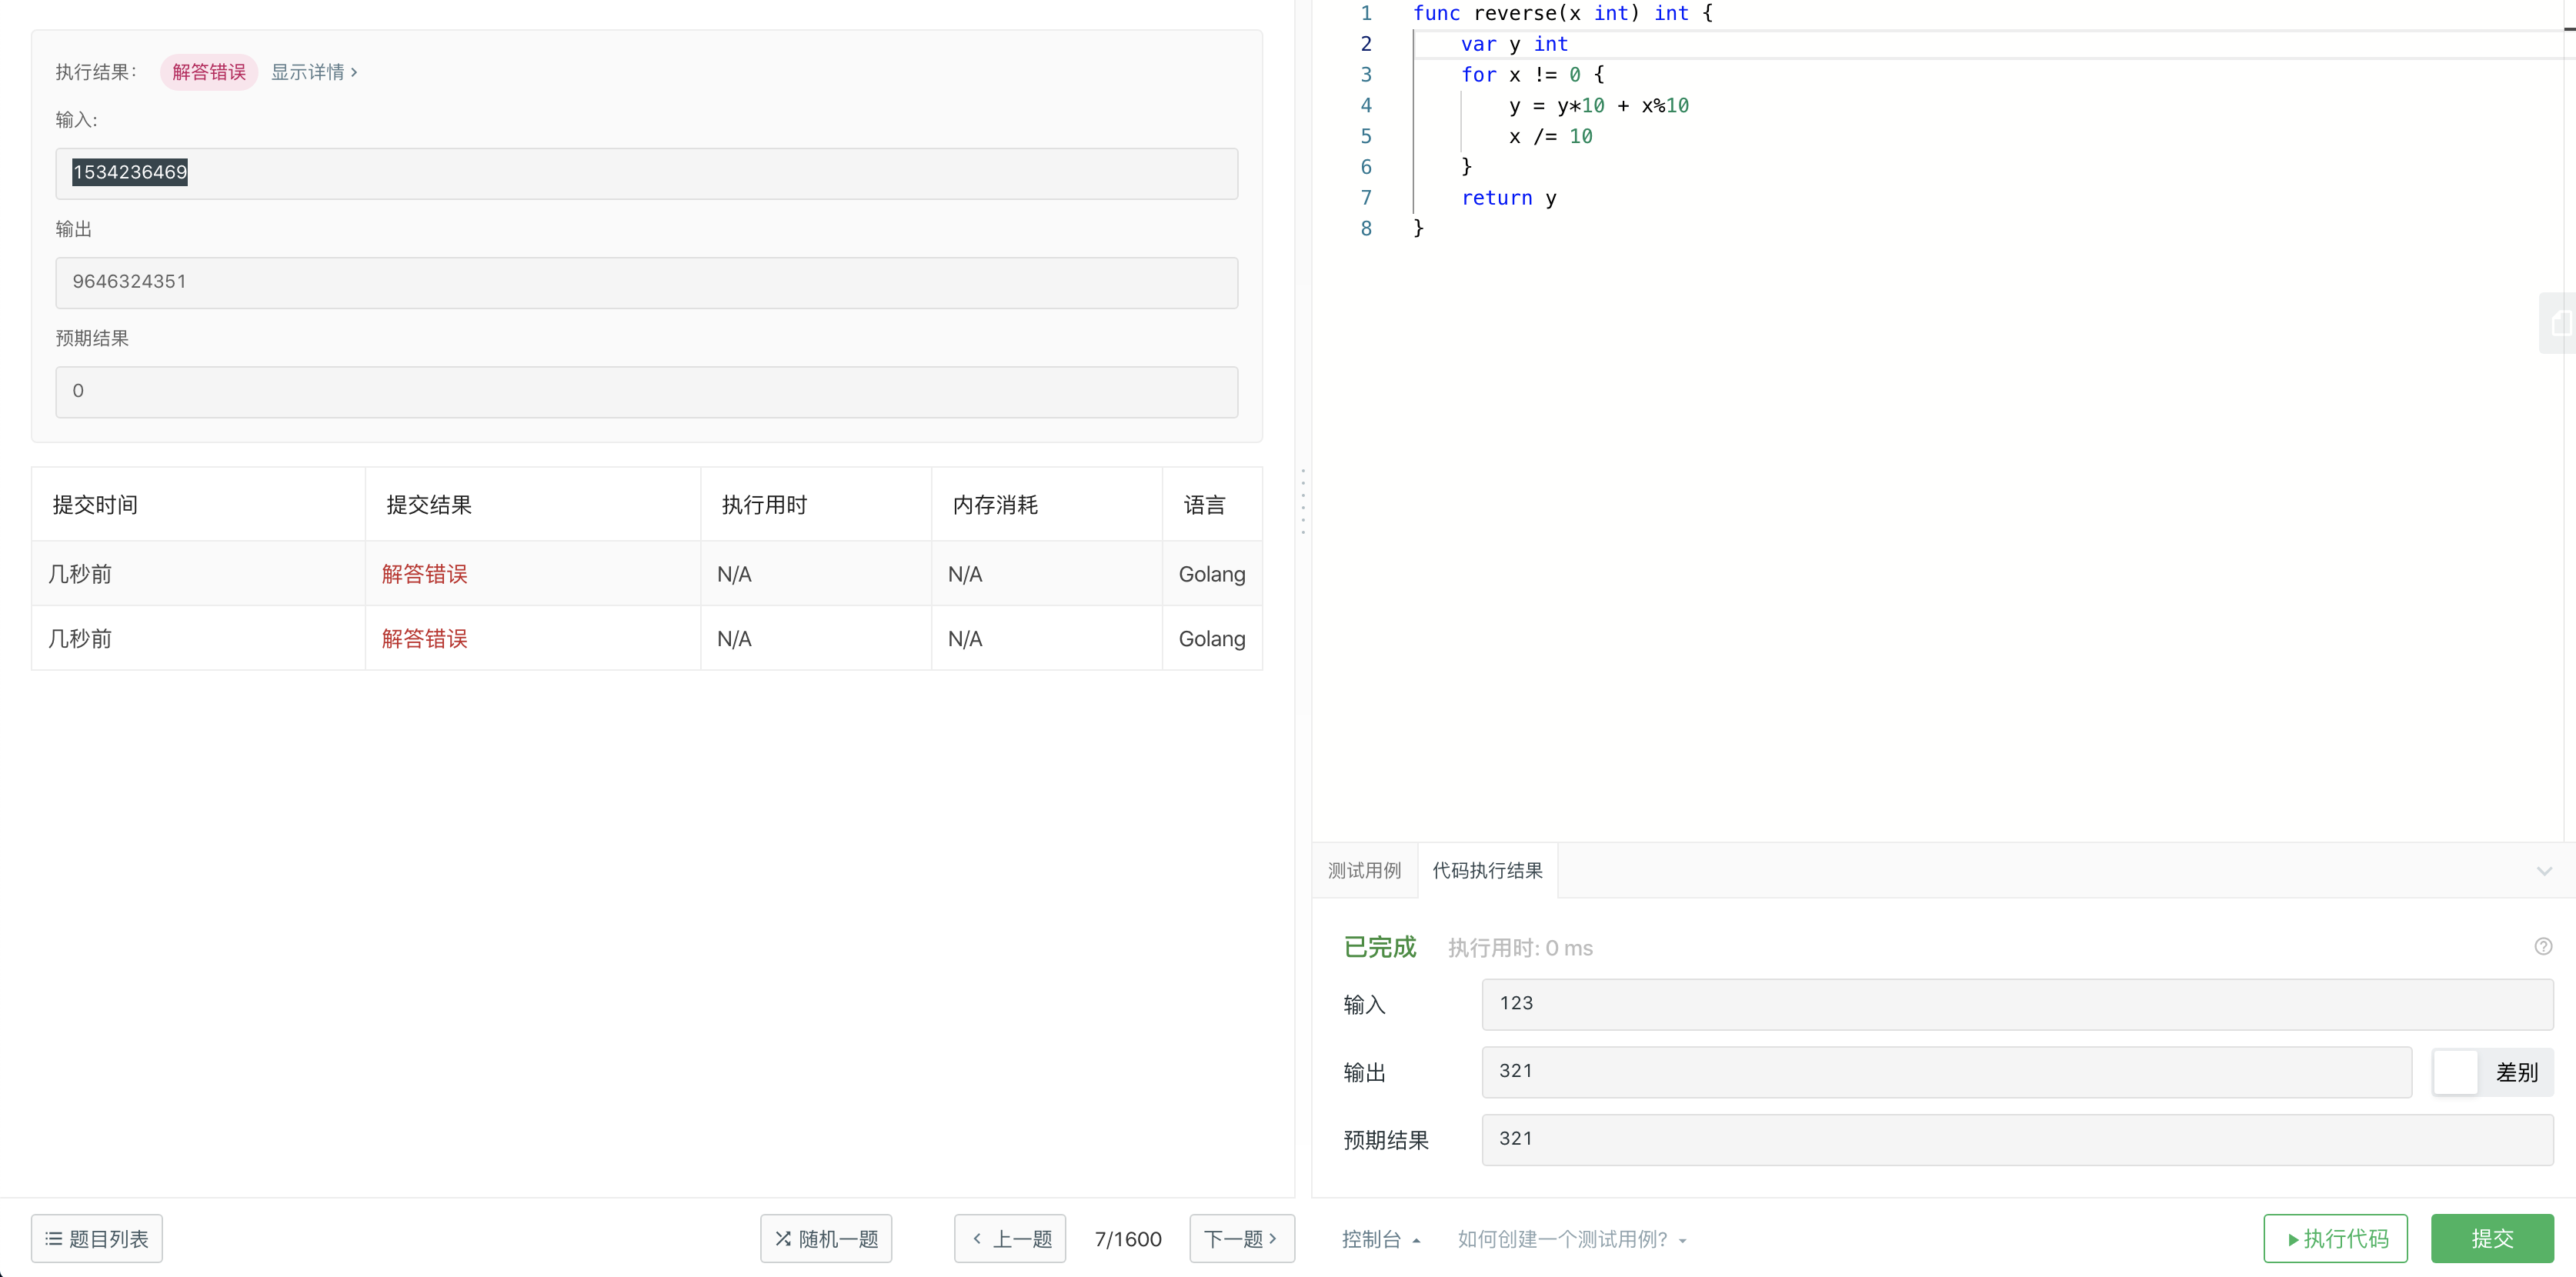 执行结果： 解答错误 显示详情 >
输入:
1534236469
输出
9646324351
预期结果
0
提交时间 提交结果 执行用时 内存消耗 语言
几秒前 解答错误 N/A N/A Golang
几秒前 解答错误 N/A N/A Golang
题目列表 随机一题 < 上一题 7/1600 下一题 >
1 func reverse(x int) int {
2 var y int
3 for x != 0 {
4 y = y*10 + x%10
5 x /= 10
6 }
7 return y
8 }
测试用例 代码执行结果
已完成 执行用时: 0 ms
输入 123
输出 321 差别
预期结果 321
控制台 如何创建一个测试用例? 执行代码 提交